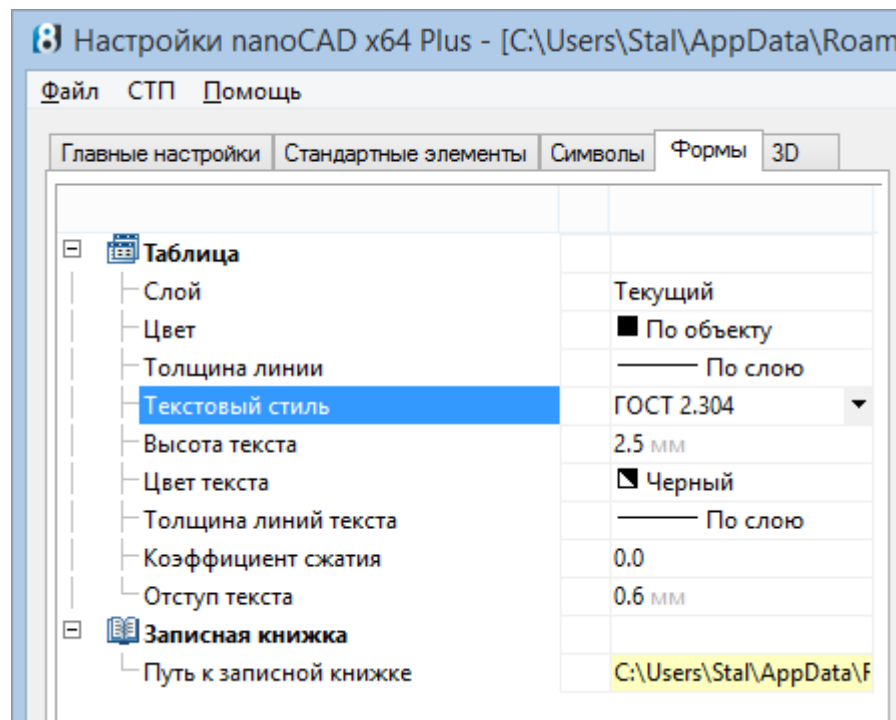 Настройки nanoCAD x64 Plus - [C:\Users\Stal\AppData\Roam
Файл СТП Помощь
Главные настройки Стандартные элементы Символы Формы 3D
Таблица
Слой Текущий
Цвет По объекту
Толщина линии По слою
Текстовый стиль ГОСТ 2.304
Высота текста 2.5 мм
Цвет текста Черный
Толщина линий текста По слою
Коэффициент сжатия 0.0
Отступ текста 0.6 мм
Записная книжка
Путь к записной книжке C:\Users\Stal\AppData\